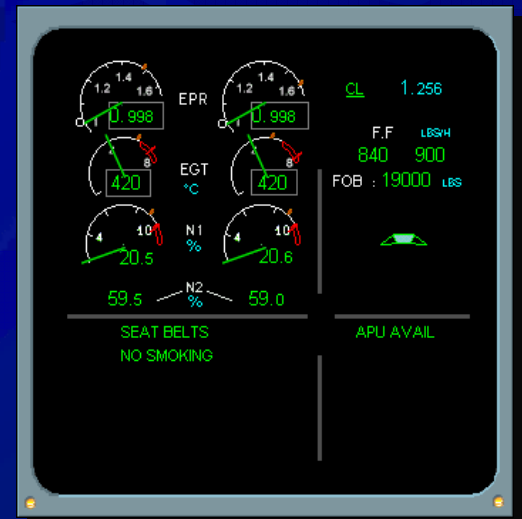 1.2 1.4 1.6 EPR 1.2 1.4 1.6 CL 1.256
1 0.998 1 0.998
F.F LBS/H
840 900
8 EGT 8
420 °C 420 FOB : 19000 LBS
4 10 N1 4 10
20.5 % 20.6
59.5 N2 59.0
%
SEAT BELTS APU AVAIL
NO SMOKING